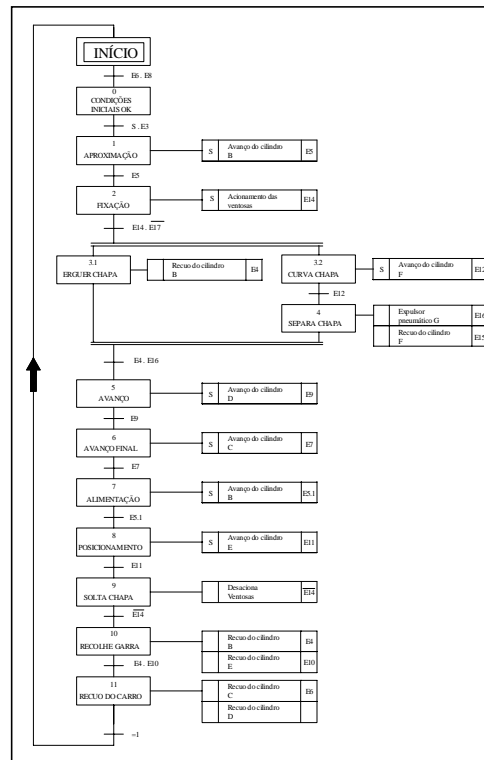 INÍCIO
E6 . E8
0
CONDIÇÕES
INICIAIS OK
S . E3
1
APROXIMAÇÃO
S
Avanço do cilindro
B
E5
E5
2
FIXAÇÃO
S
Acionamento das
ventosas
E14
E14 . E17
3.1
ERGUER CHAPA
Recuo do cilindro
B
E4
3.2
CURVA CHAPA
S
Avanço do cilindro
F
E12
E12
4
SEPARA CHAPA
Expulsor
pneumático G
E16
Recuo do cilindro
F
E15
E4 . E16
5
AVANÇO
S
Avanço do cilindro
D
E9
E9
6
AVANÇO FINAL
S
Avanço do cilindro
C
E7
E7
7
ALIMENTAÇÃO
S
Avanço do cilindro
B
E5.1
E5.1
8
POSICIONAMENTO
S
Avanço do cilindro
E
E11
E11
9
SOLTA CHAPA
Desaciona
Ventosas
E14
E14
10
RECOLHE GARRA
Recuo do cilindro
B
E4
Recuo do cilindro
E
E10
E4 . E10
11
RECUO DO CARRO
Recuo do cilindro
C
E6
Recuo do cilindro
D
=1